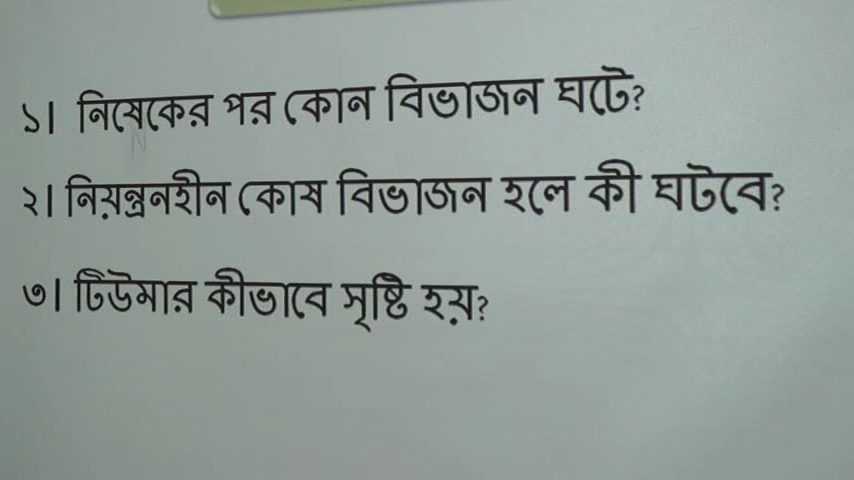 ১। নিষেকের পর কোন বিভাজন ঘটে?
২। নিয়ন্ত্রনহীন কোষ বিভাজন হলে কী ঘটবে?
৩। টিউমার কীভাবে সৃষ্টি হয়?